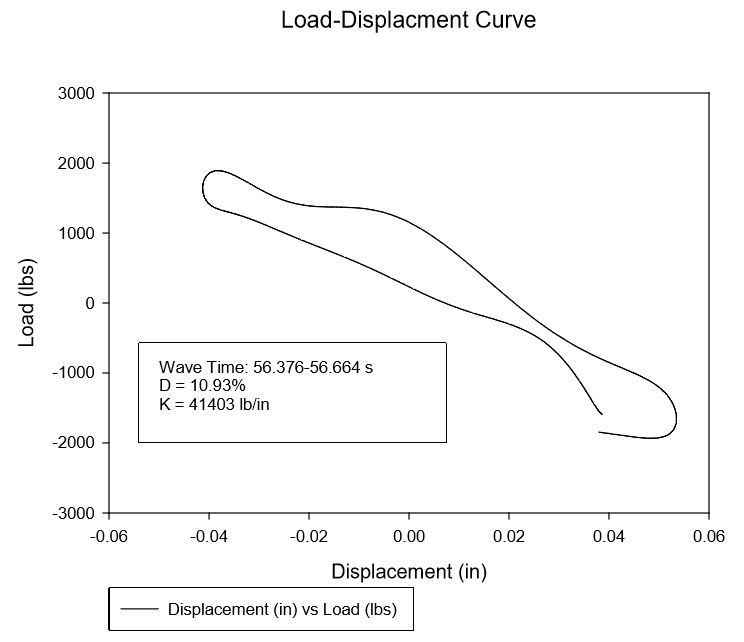 Load-Displacment Curve
3000
2000
1000
0
-1000
-2000
-3000
Load (lbs)
Wave Time: 56.376-56.664 s
D = 10.93%
K = 41403 lb/in
-0.06 -0.04 -0.02 0.00 0.02 0.04 0.06
Displacement (in)
Displacement (in) vs Load (lbs)